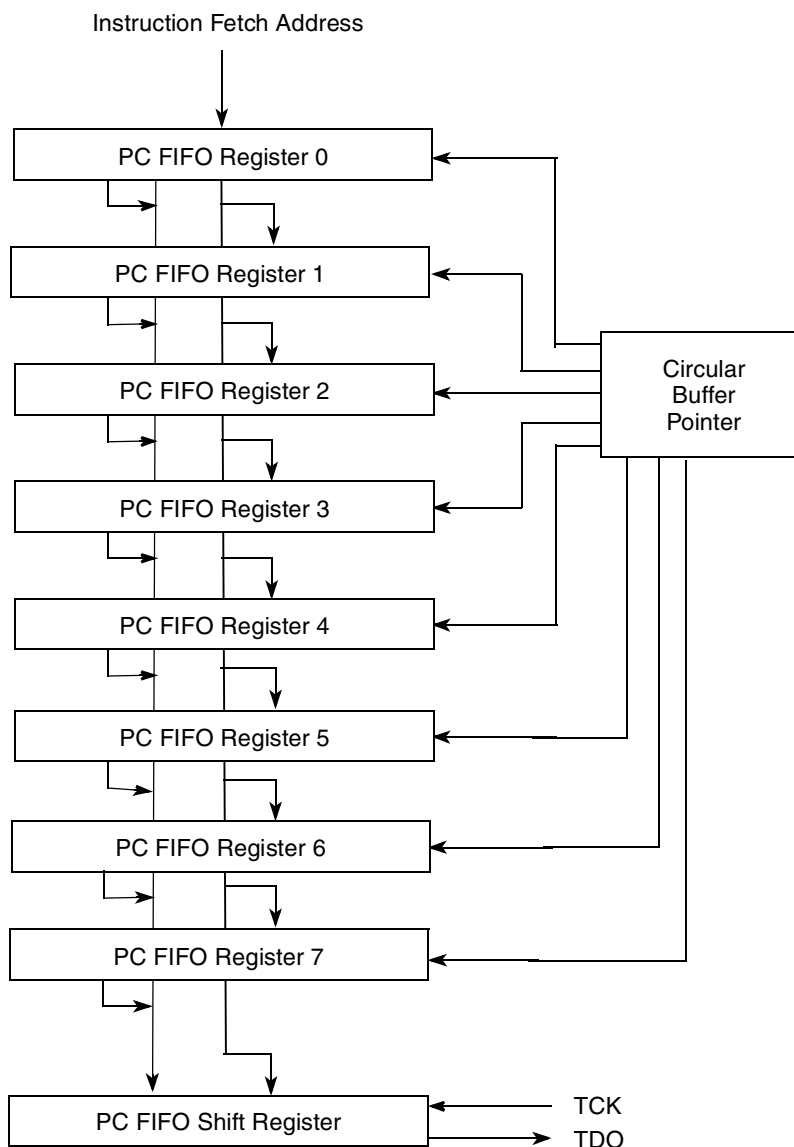 Instruction Fetch Address
PC FIFO Register 0
PC FIFO Register 1
PC FIFO Register 2
PC FIFO Register 3
PC FIFO Register 4
PC FIFO Register 5
PC FIFO Register 6
PC FIFO Register 7
Circular
Buffer
Pointer
PC FIFO Shift Register
TCK
TDO